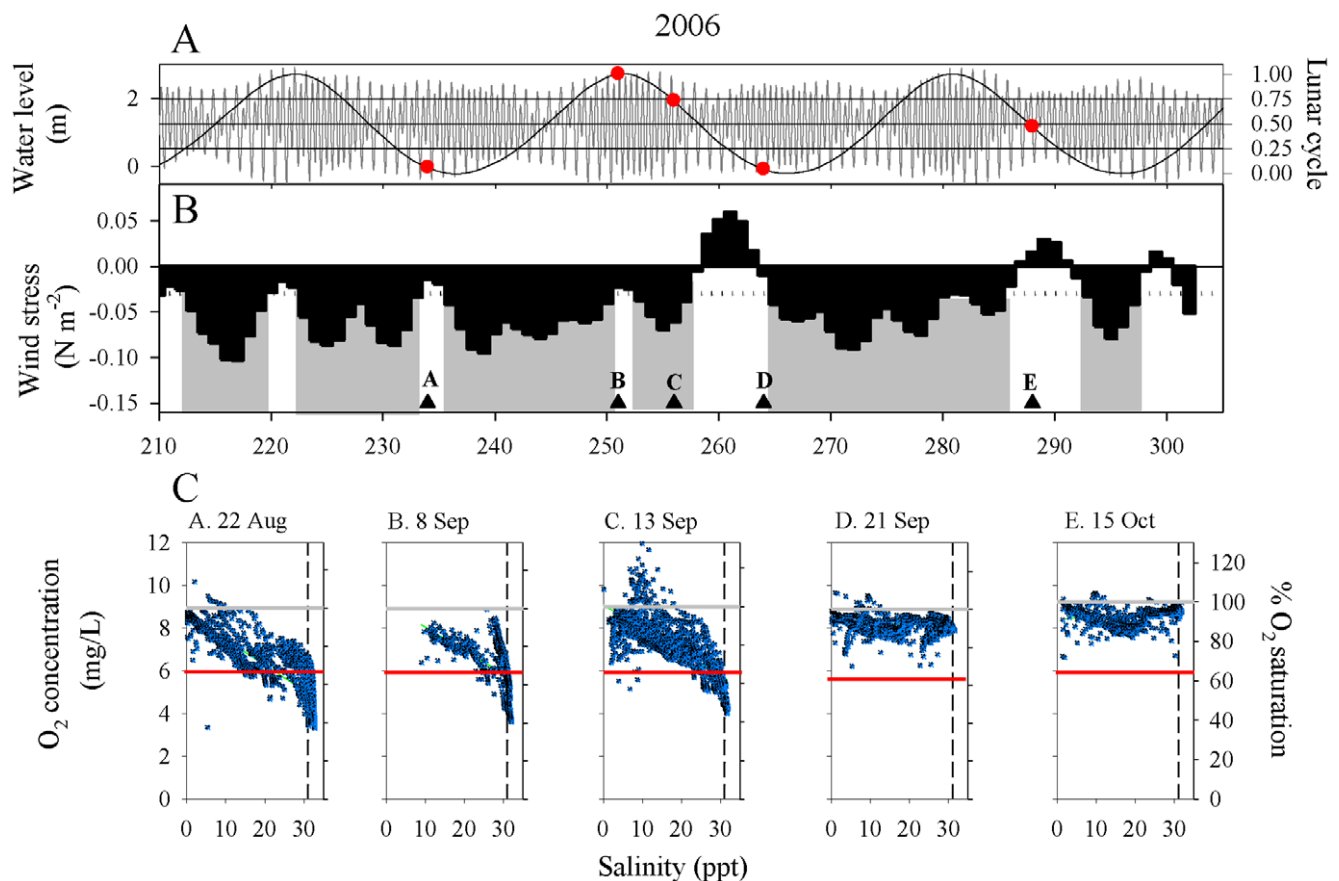 2006
A
Water level
(m)
2
0
1.00
0.75
0.50
0.25
0.00
Lunar cycle
B
Wind stress
(N m-2)
0.05
0.00
-0.05
-0.10
-0.15
A
B
C
D
E
210 220 230 240 250 260 270 280 290 300
C
A. 22 Aug
B. 8 Sep
C. 13 Sep
D. 21 Sep
E. 15 Oct
O2 concentration
(mg/L)
12
10
8
6
4
2
0
120
100
80
60
40
20
0
% O2 saturation
0 10 20 30
0 10 20 30
0 10 20 30
0 10 20 30
0 10 20 30
Salinity (ppt)